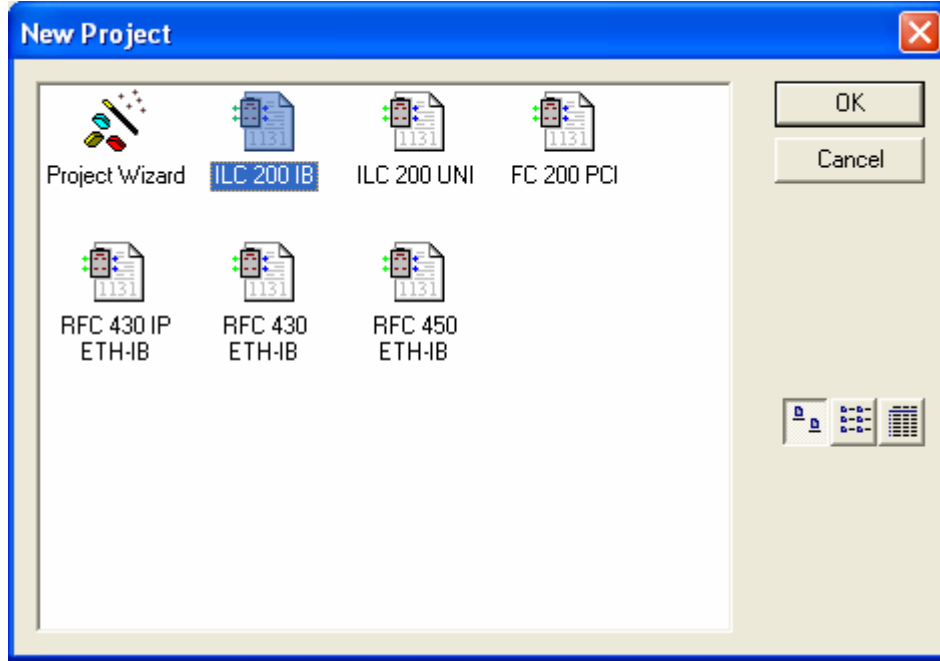 New Project
OK
Cancel
1131
1131
1131
Project Wizard
ILC 200 IB
ILC 200 UNI
FC 200 PCI
1131
1131
1131
RFC 430 IP
ETH-IB
RFC 430
ETH-IB
RFC 450
ETH-IB